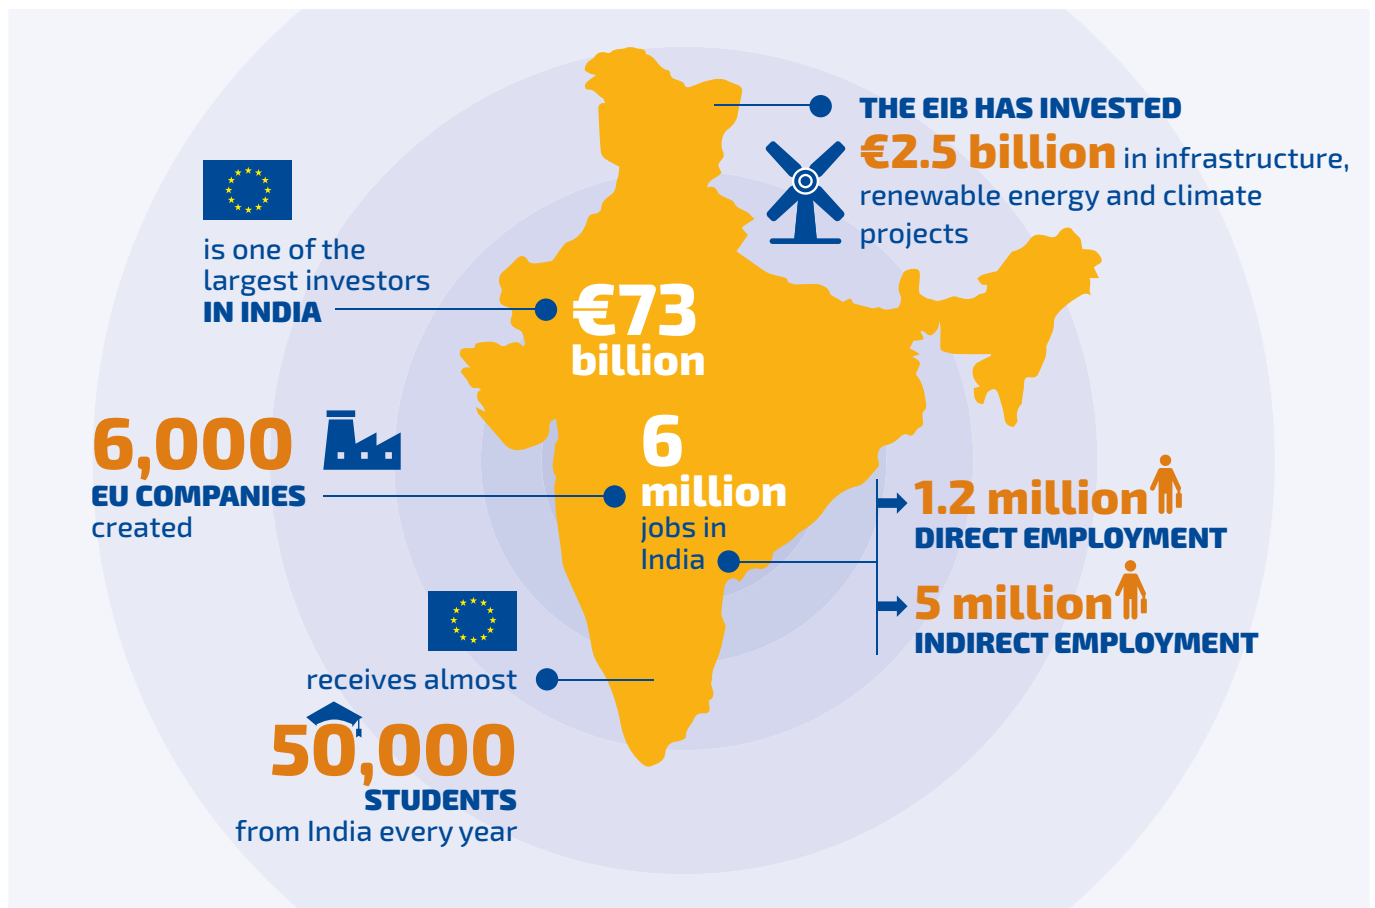 THE EIB HAS INVESTED
€2.5 billion in infrastructure,
renewable energy and climate
projects
is one of the
largest investors
IN INDIA
€73
billion
6,000
EU COMPANIES
created
6
million
jobs in
India
1.2 million
DIRECT EMPLOYMENT
5 million
INDIRECT EMPLOYMENT
receives almost
50,000
STUDENTS
from India every year